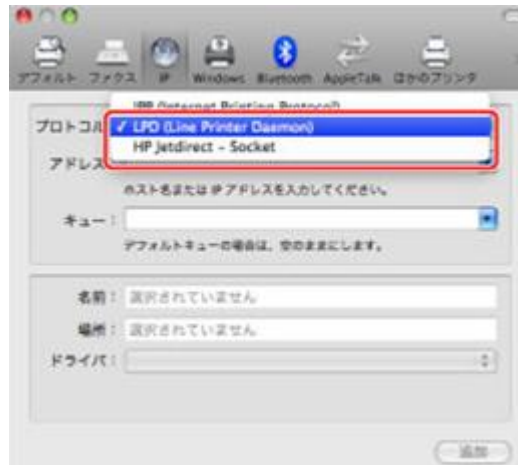 デフォルト ファクス IP Windows Bluetooth AppleTalk ほかのプリンタ
IPP (Internet Printing Protocol)
プロトコル ✓ LPD (Line Printer Daemon)
HP Jetdirect – Socket
アドレス
ホスト名または IP アドレスを入力してください。
キュー：
デフォルトキューの場合は、空のままにします。
名前： 選択されていません
場所： 選択されていません
ドライバ：
追加